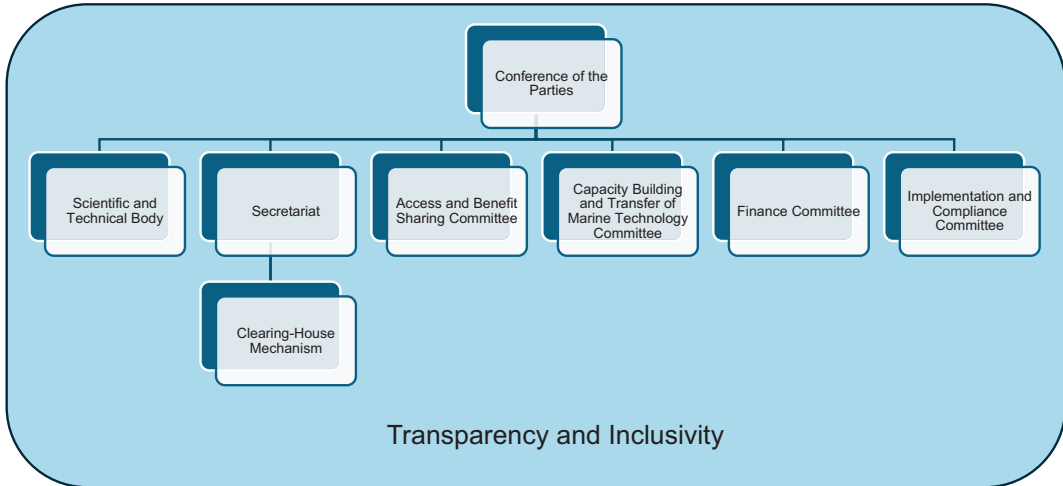 Conference of the
Parties
Scientific and
Technical Body
Secretariat
Access and Benefit
Sharing Committee
Capacity Building
and Transfer of
Marine Technology
Committee
Finance Committee
Implementation and
Compliance
Committee
Clearing-House
Mechanism
Transparency and Inclusivity